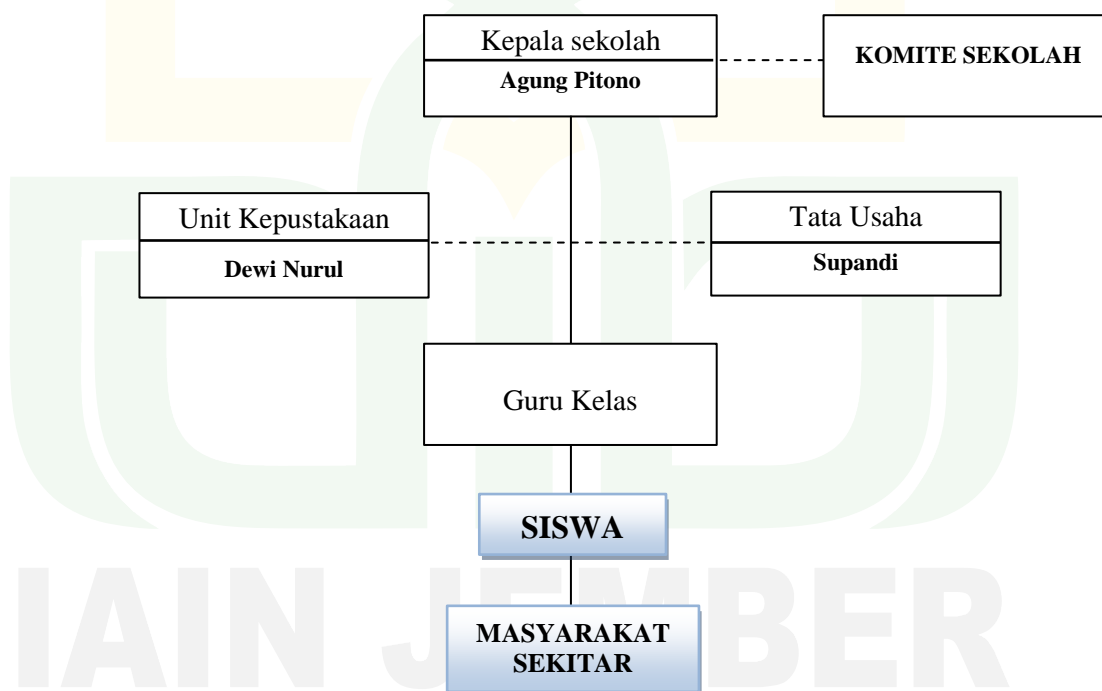 Kepala sekolah
Agung Pitono
KOMITE SEKOLAH
Unit Kepustakaan
Dewi Nurul
Tata Usaha
Supandi
Guru Kelas
SISWA
MASYARAKAT
SEKITAR
IAIN JEMBER